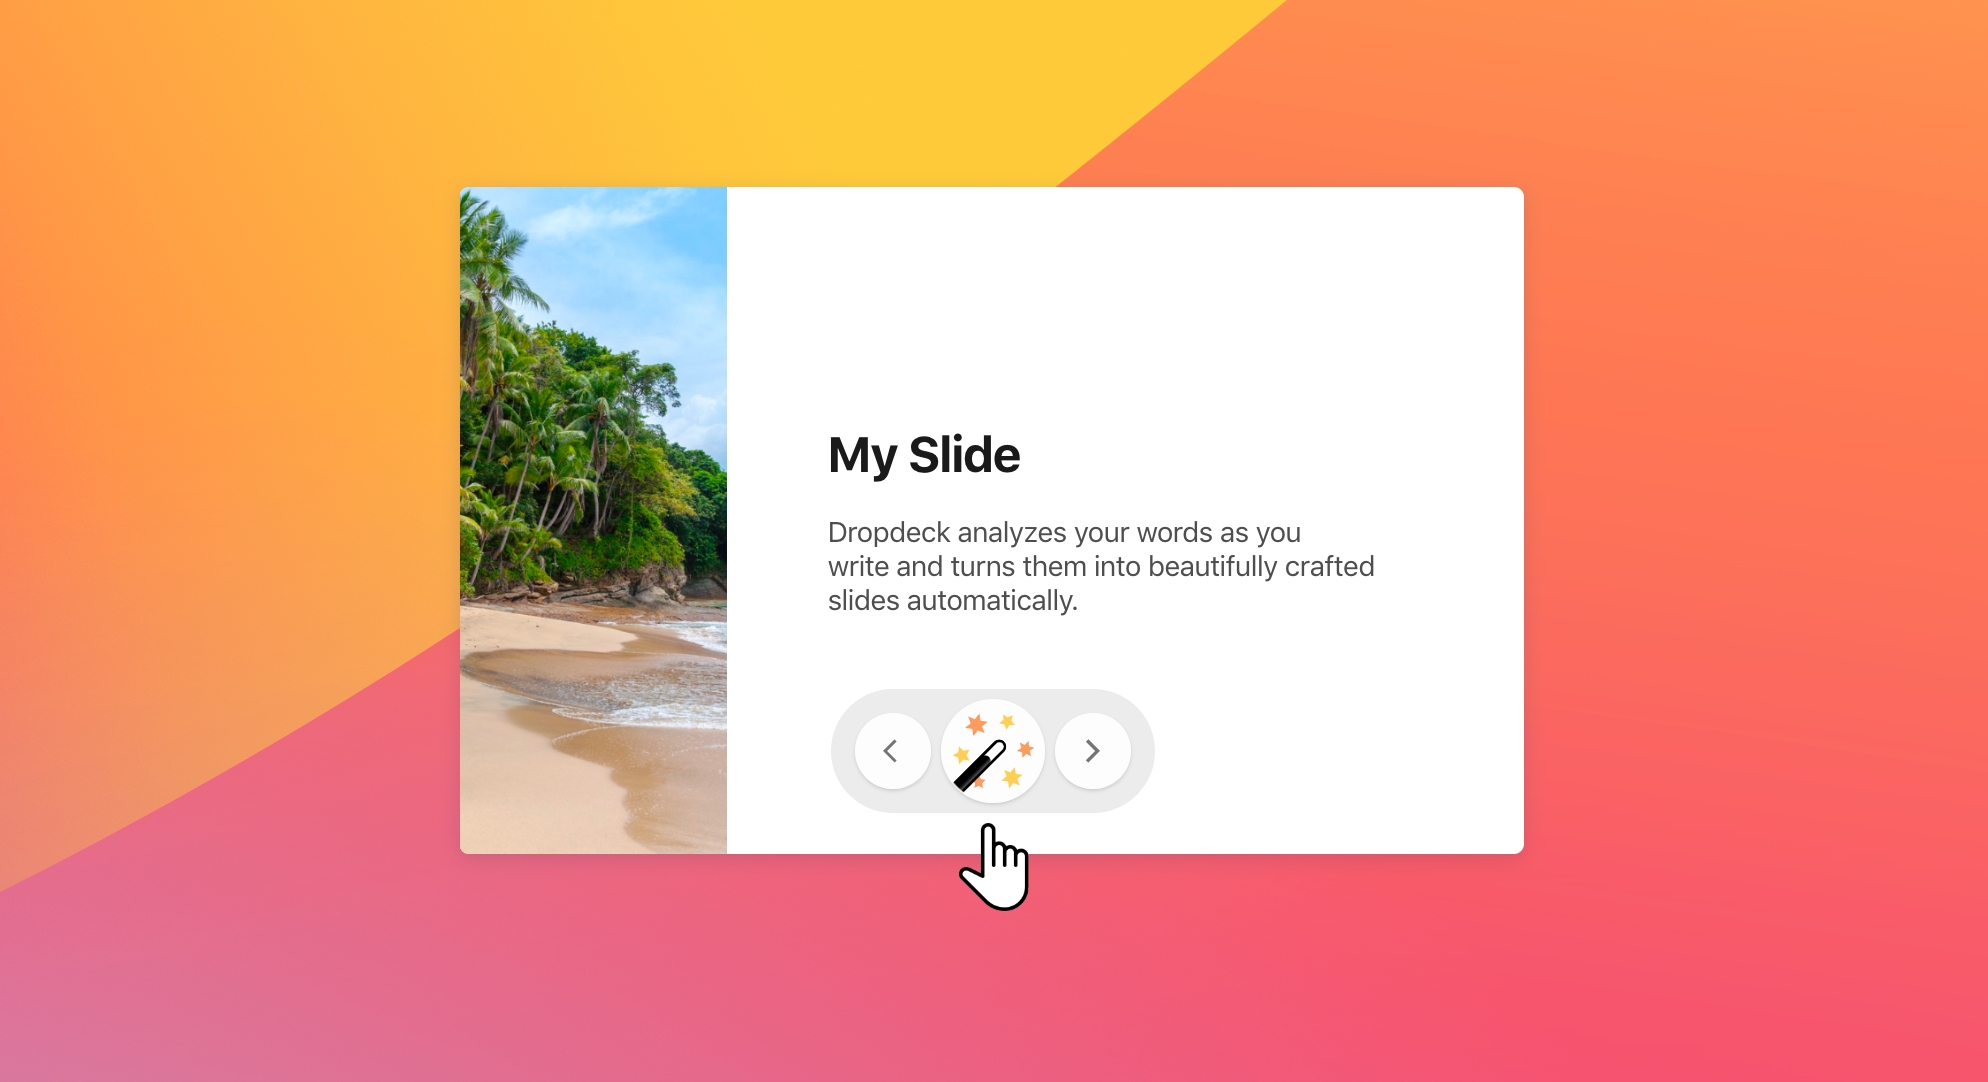 My Slide
Dropdeck analyzes your words as you
write and turns them into beautifully crafted
slides automatically.